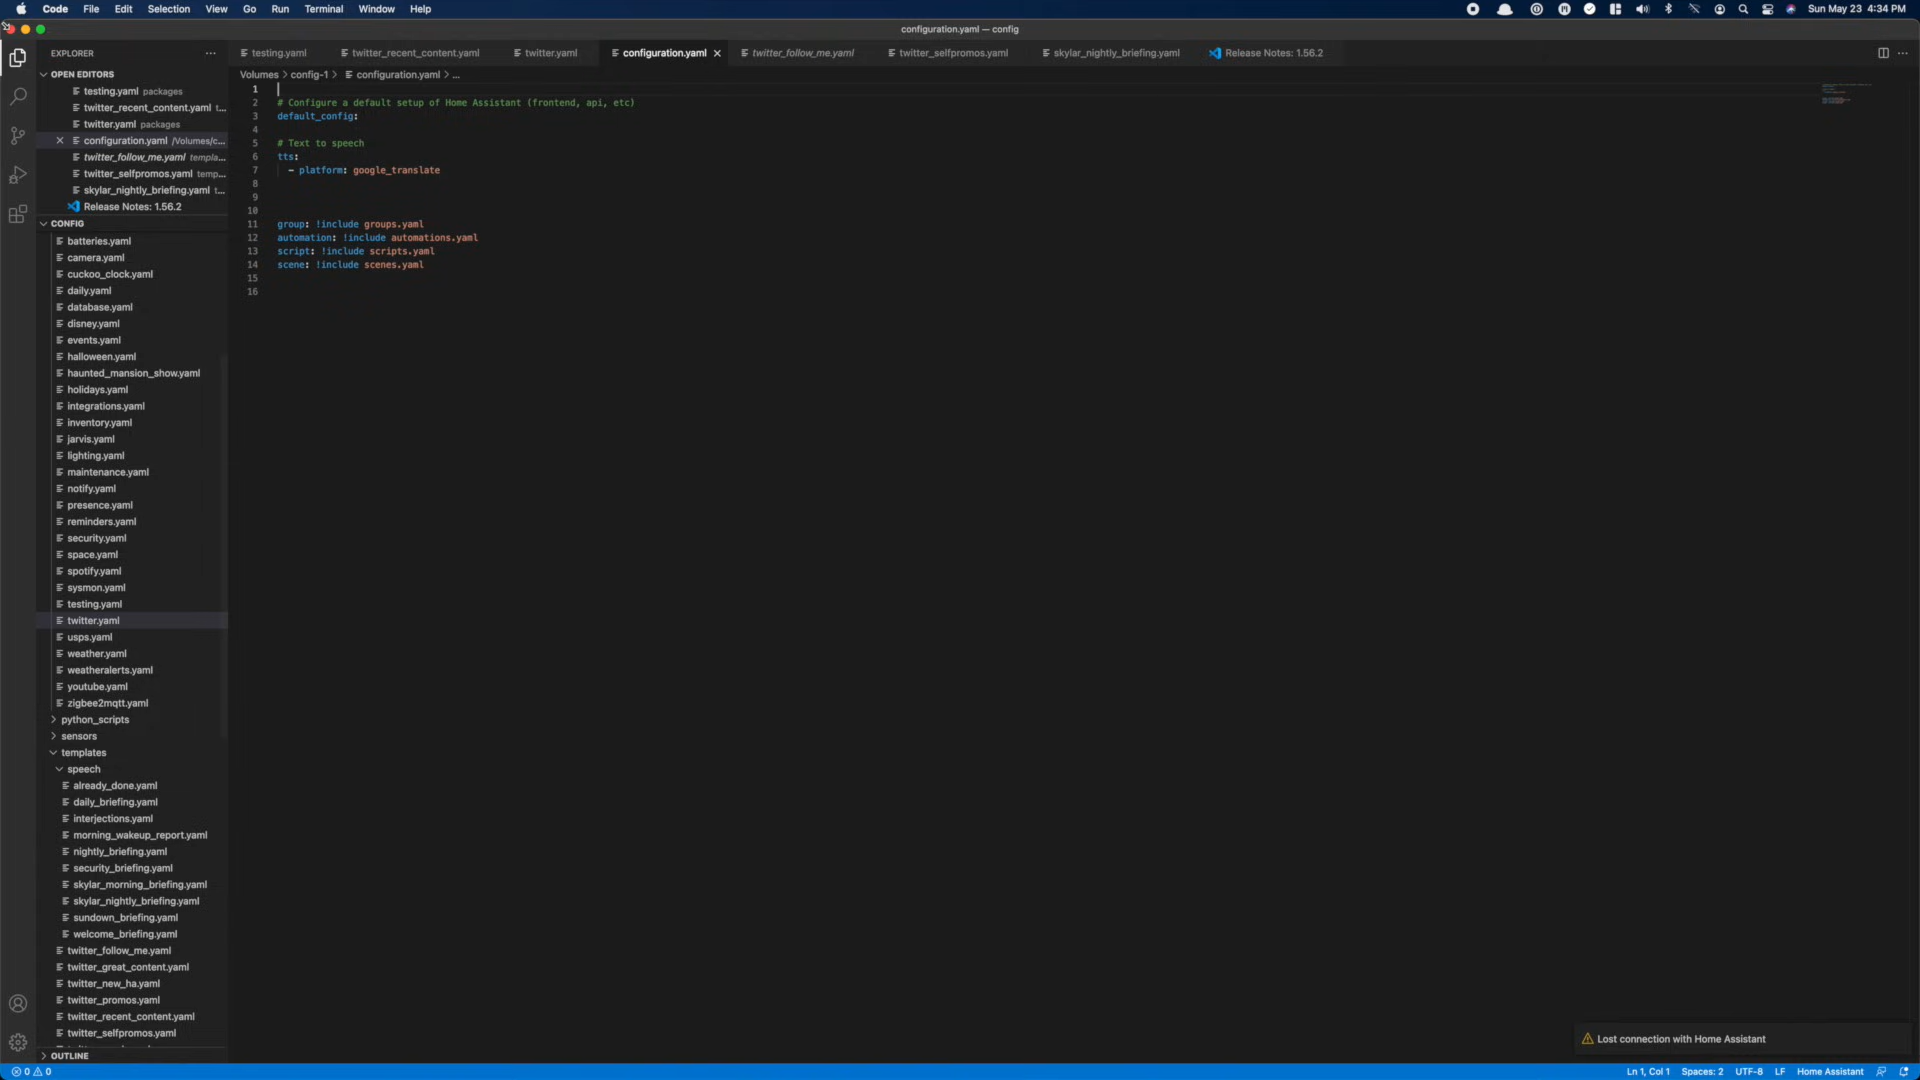 Code File Edit Selection View Go Run Terminal Window Help
Sun May 23 4:34 PM
configuration.yaml — config
EXPLORER
testing.yaml twitter_recent_content.yaml twitter.yaml configuration.yaml twitter_follow_me.yaml twitter_selfpromos.yaml skylar_nightly_briefing.yaml Release Notes: 1.56.2
Volumes > config-1 > configuration.yaml > ...
OPEN EDITORS
testing.yaml packages
twitter_recent_content.yaml t...
twitter.yaml packages
configuration.yaml /Volumes/c...
twitter_follow_me.yaml templa...
twitter_selfpromos.yaml temp...
skylar_nightly_briefing.yaml t...
Release Notes: 1.56.2
CONFIG
batteries.yaml
camera.yaml
cuckoo_clock.yaml
daily.yaml
database.yaml
disney.yaml
events.yaml
halloween.yaml
haunted_mansion_show.yaml
holidays.yaml
integrations.yaml
inventory.yaml
jarvis.yaml
lighting.yaml
maintenance.yaml
notify.yaml
presence.yaml
reminders.yaml
security.yaml
space.yaml
spotify.yaml
sysmon.yaml
testing.yaml
twitter.yaml
usps.yaml
weather.yaml
weatheralerts.yaml
youtube.yaml
zigbee2mqtt.yaml
python_scripts
sensors
templates
speech
already_done.yaml
daily_briefing.yaml
interjections.yaml
morning_wakeup_report.yaml
nightly_briefing.yaml
security_briefing.yaml
skylar_morning_briefing.yaml
skylar_nightly_briefing.yaml
sundown_briefing.yaml
welcome_briefing.yaml
twitter_follow_me.yaml
twitter_great_content.yaml
twitter_new_ha.yaml
twitter_promos.yaml
twitter_recent_content.yaml
twitter_selfpromos.yaml
OUTLINE
1
2 # Configure a default setup of Home Assistant (frontend, api, etc)
3 default_config:
4
5 # Text to speech
6 tts:
7 - platform: google_translate
8
9
10
11 group: !include groups.yaml
12 automation: !include automations.yaml
13 script: !include scripts.yaml
14 scene: !include scenes.yaml
15
16
Lost connection with Home Assistant
0 0
Ln 1, Col 1 Spaces: 2 UTF-8 LF Home Assistant